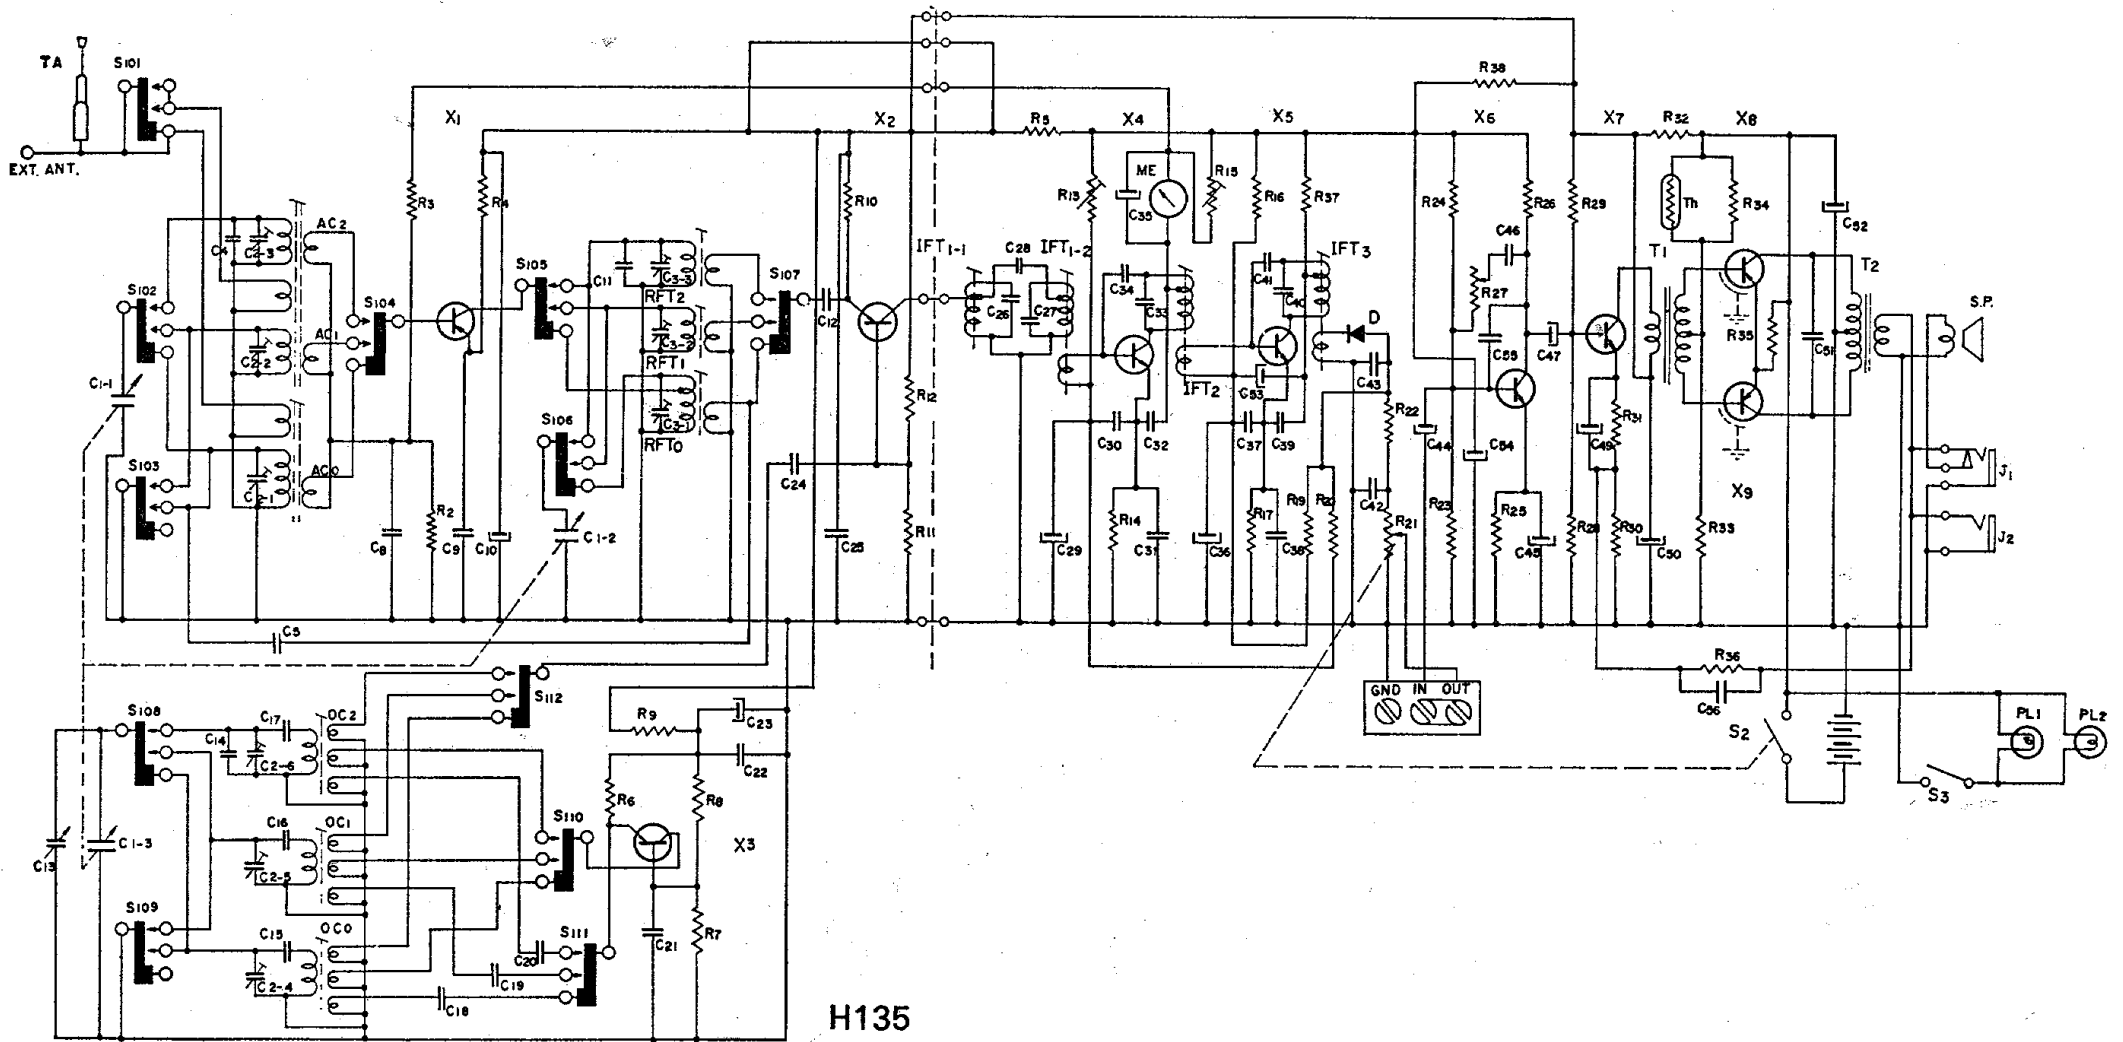 TA
S101
EXT. ANT.
X1
X2
R38
R5
X4
X5
X6
X7
R32
X8
ME
R13
C35
R15
R16
R37
R24
R26
R29
Th
R34
C52
R3
R4
R10
AC2
C4
C2-3
S102
S104
S105
C11
C3-3
RFT2
S107
C12
IFT1-1
C28
IFT1-2
C26
C27
C34
C33
C41
C40
IFT3
D
C46
R27
C55
C47
T1
R35
C51
T2
S.P.
AC1
C2-2
C3-2
RFT1
C1-1
R12
IFT2
C53
C43
R22
C3-1
RFT0
S106
S103
AC0
C2-1
C24
C30
C32
C37
C39
C44
C54
C49
R31
X9
J1
C42
R2
C8
C9
C10
C1-2
C25
R11
C29
R14
C31
C36
R17
C38
R19
R20
R21
R23
R25
C45
R28
R30
C50
R33
J2
C5
S112
R36
C56
GND IN OUT
S108
C17
OC2
C14
C2-6
R9
C23
C22
S2
PL1
PL2
S3
R6
R8
C13
C1-3
C16
OC1
C2-5
S110
X3
S109
C15
OC0
C2-4
C20
S111
C19
C18
C21
R7
H135